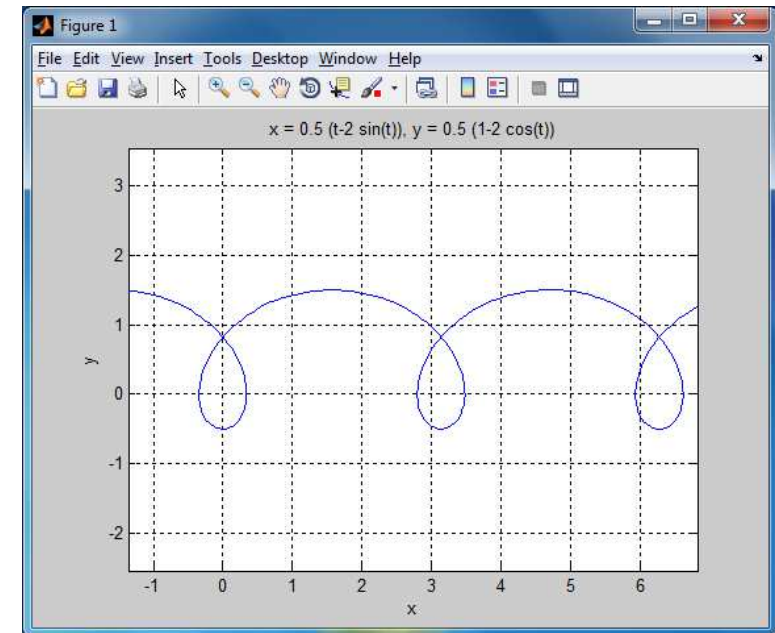 Figure 1
File Edit View Insert Tools Desktop Window Help
x = 0.5 (t-2 sin(t)), y = 0.5 (1-2 cos(t))
3
2
1
0
-1
-2
y
-1 0 1 2 3 4 5 6
x